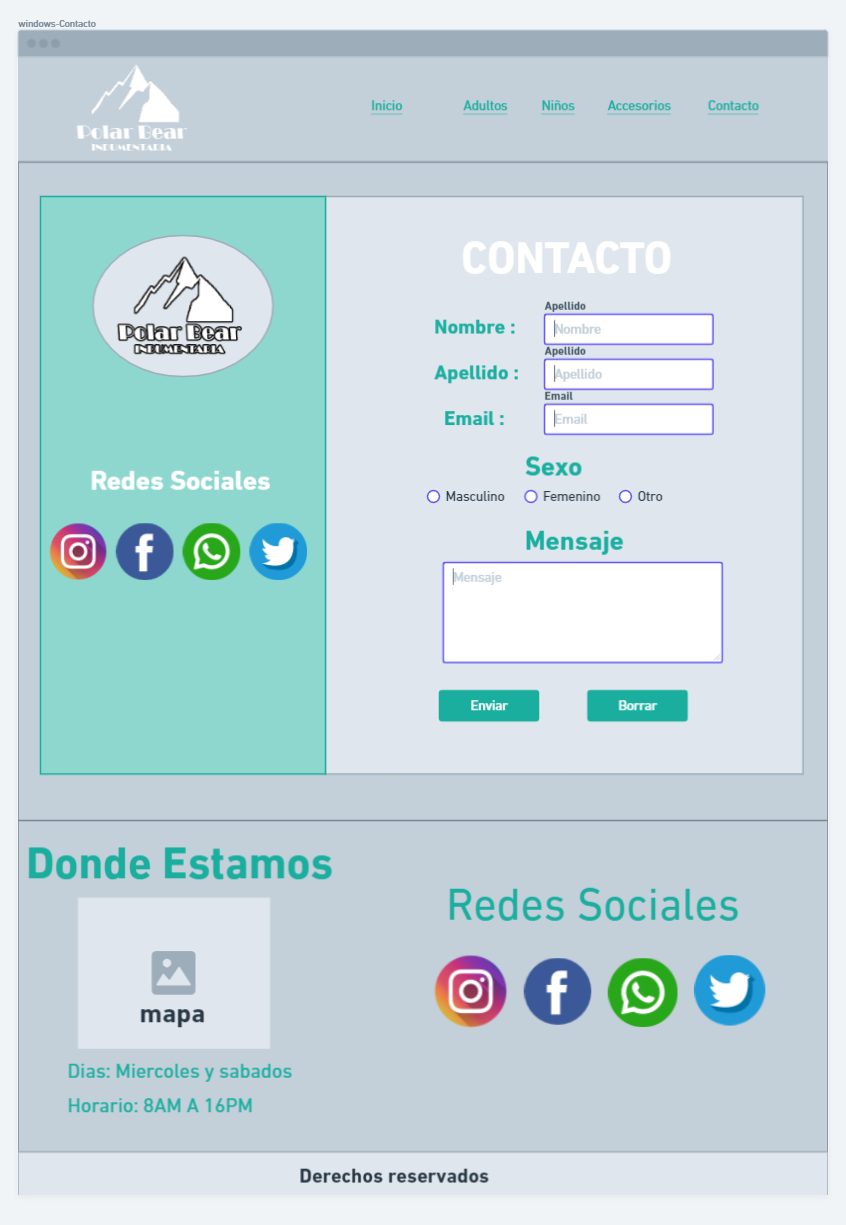 windows-Contacto
Polar Bear
INDUMENTARIA
Inicio Adultos Niños Accesorios Contacto
Polar Bear
INDUMENTARIA
Redes Sociales
CONTACTO
Apellido
Nombre : Nombre
Apellido
Apellido : Apellido
Email
Email : Email
Sexo
Masculino Femenino Otro
Mensaje
Mensaje
Enviar Borrar
Donde Estamos
mapa
Dias: Miercoles y sabados
Horario: 8AM A 16PM
Redes Sociales
Derechos reservados